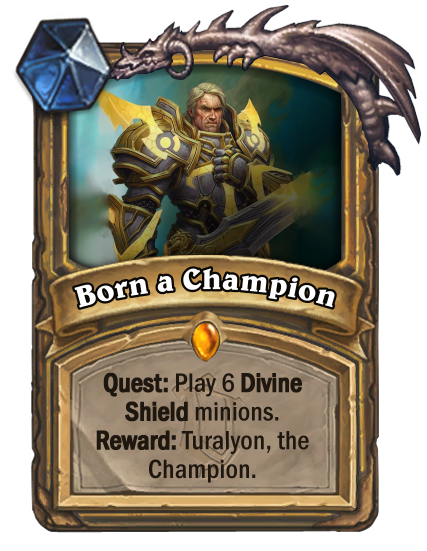 Born a Champion
Quest: Play 6 Divine
Shield minions.
Reward: Turalyon, the
Champion.